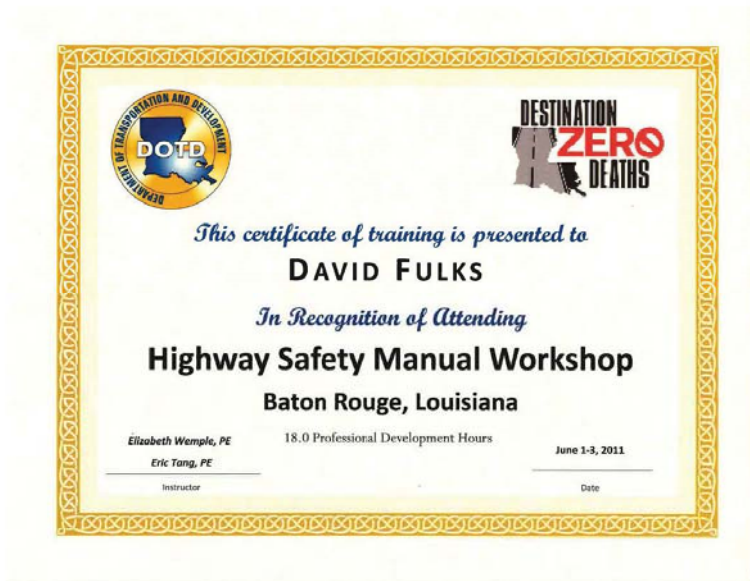 DEPARTMENT OF TRANSPORTATION AND DEVELOPMENT
DOTD
DESTINATION
ZERO
DEATHS
This certificate of training is presented to
DAVID FULKS
In Recognition of Attending
Highway Safety Manual Workshop
Baton Rouge, Louisiana
18.0 Professional Development Hours
Elizabeth Wemple, PE
Eric Tang, PE
Instructor
June 1-3, 2011
Date